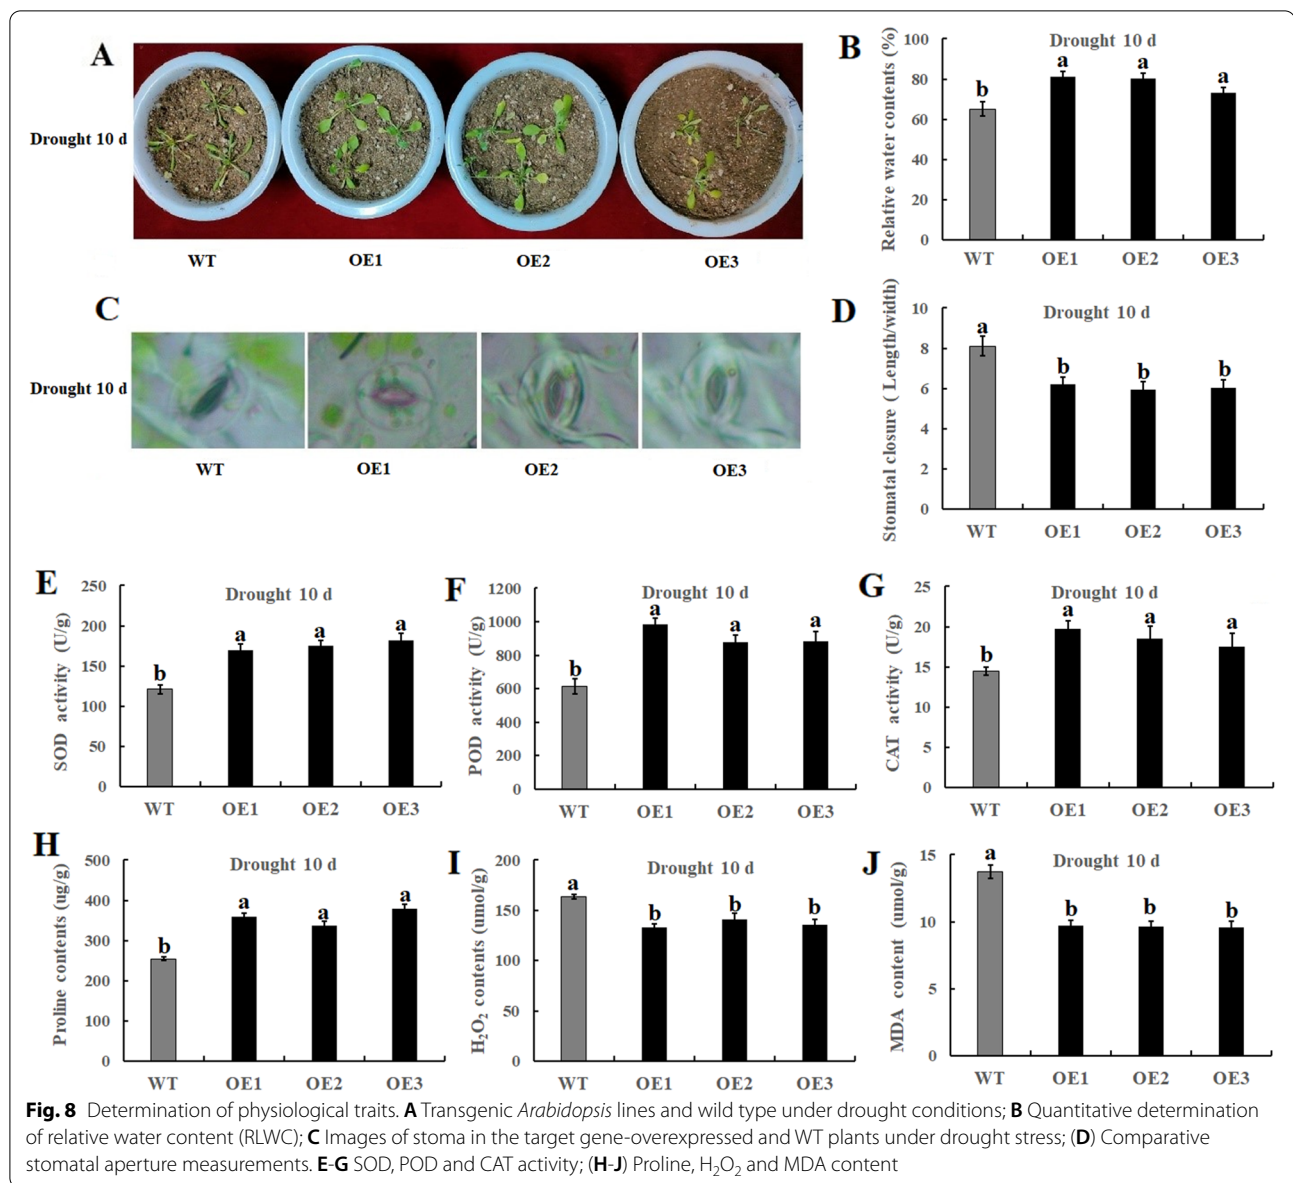 A
Drought 10 d
WT OE1 OE2 OE3
B
Relative water contents (%)
Drought 10 d
100
80
60
40
20
0
b a a a
WT OE1 OE2 OE3
C
Drought 10 d
WT OE1 OE2 OE3
D
Stomatal closure ( Length/width)
Drought 10 d
10
8
6
4
2
0
a b b b
WT OE1 OE2 OE3
E
SOD activity (U/g)
Drought 10 d
250
200
150
100
50
0
b a a a
WT OE1 OE2 OE3
F
POD activity (U/g)
Drought 10 d
1200
1000
800
600
400
200
0
b a a a
WT OE1 OE2 OE3
G
CAT activity (U/g)
Drought 10 d
25
20
15
10
5
0
b a a a
WT OE1 OE2 OE3
H
Proline contents (ug/g)
Drought 10 d
500
400
300
200
100
0
b a a a
WT OE1 OE2 OE3
I
H₂O₂ contents (umol/g)
Drought 10 d
200
150
100
50
0
a b b b
WT OE1 OE2 OE3
J
MDA content (umol/g)
Drought 10 d
15
10
5
0
a b b b
WT OE1 OE2 OE3
Fig. 8 Determination of physiological traits. A Transgenic Arabidopsis lines and wild type under drought conditions; B Quantitative determination
of relative water content (RLWC); C Images of stoma in the target gene-overexpressed and WT plants under drought stress; (D) Comparative
stomatal aperture measurements. E-G SOD, POD and CAT activity; (H-J) Proline, H₂O₂ and MDA content